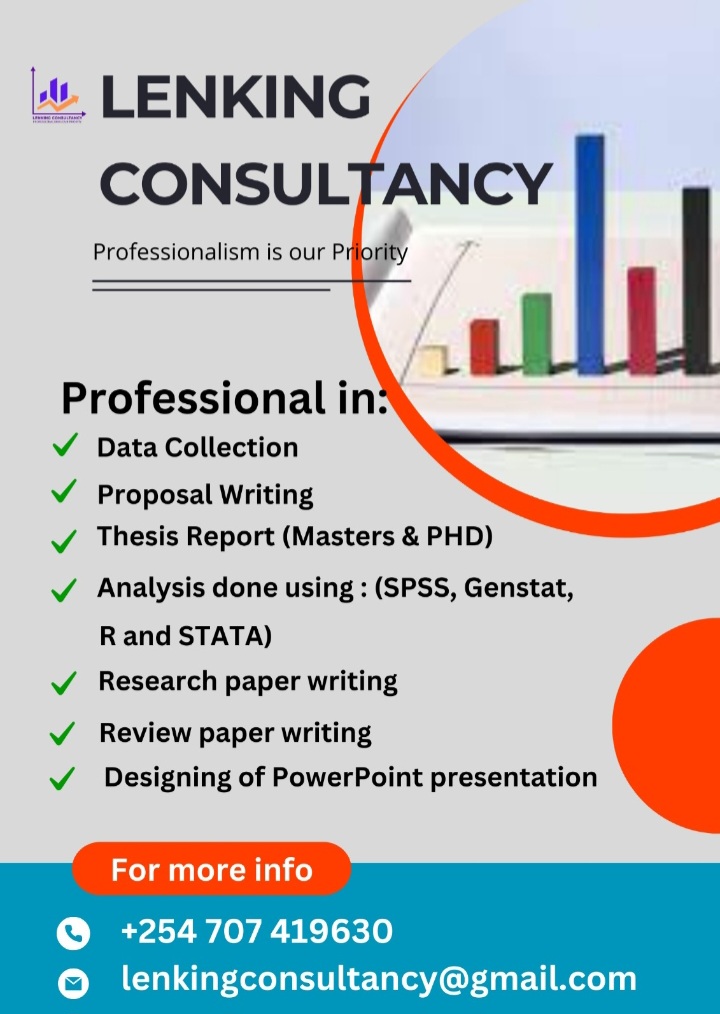 LENKING
CONSULTANCY
LENKING CONSULTANCY
Professionalism is our Priority
Professional in:
Data Collection
Proposal Writing
Thesis Report (Masters & PHD)
Analysis done using : (SPSS, Genstat,
R and STATA)
Research paper writing
Review paper writing
Designing of PowerPoint presentation
For more info
+254 707 419630
lenkingconsultancy@gmail.com